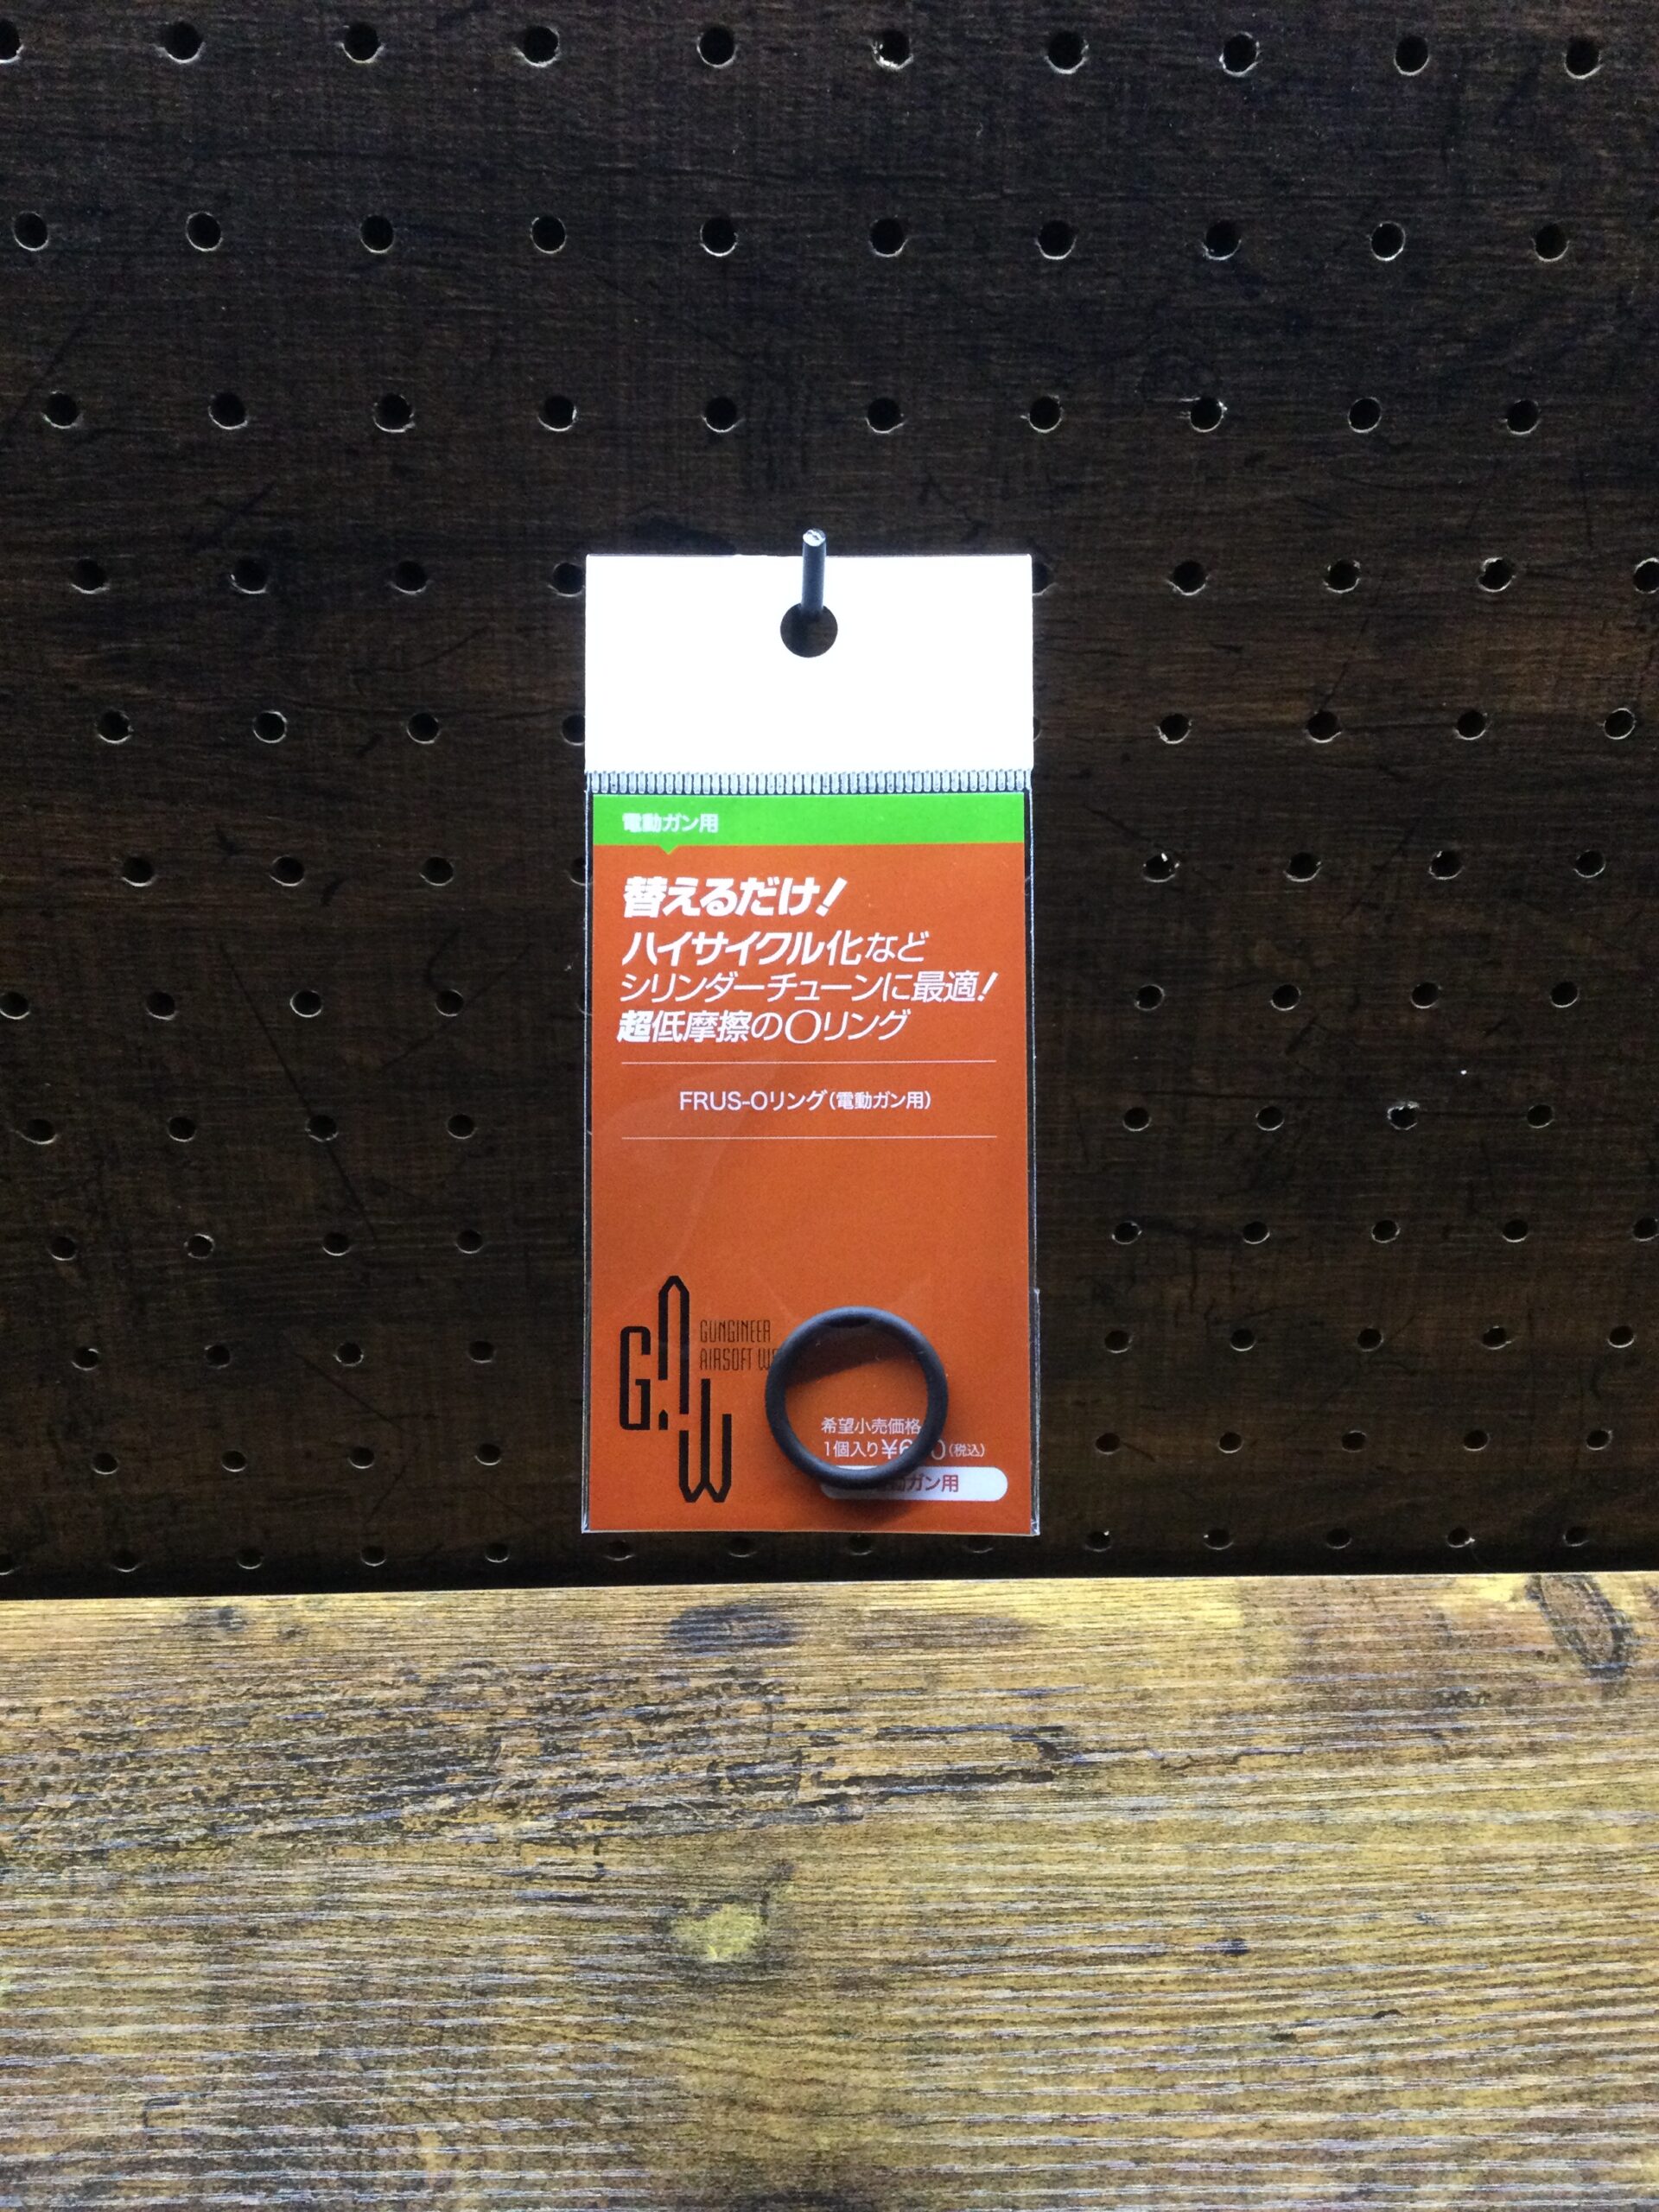 電動ガン用
替えるだけ!
ハイサイクル化など
シリンダーチューンに最適!
超低摩擦のOリング
FRUS-Oリング(電動ガン用)
G.A.W
GUNGINEER
AIRSOFT
希望小売価格
1個入り (税込)
ガン用